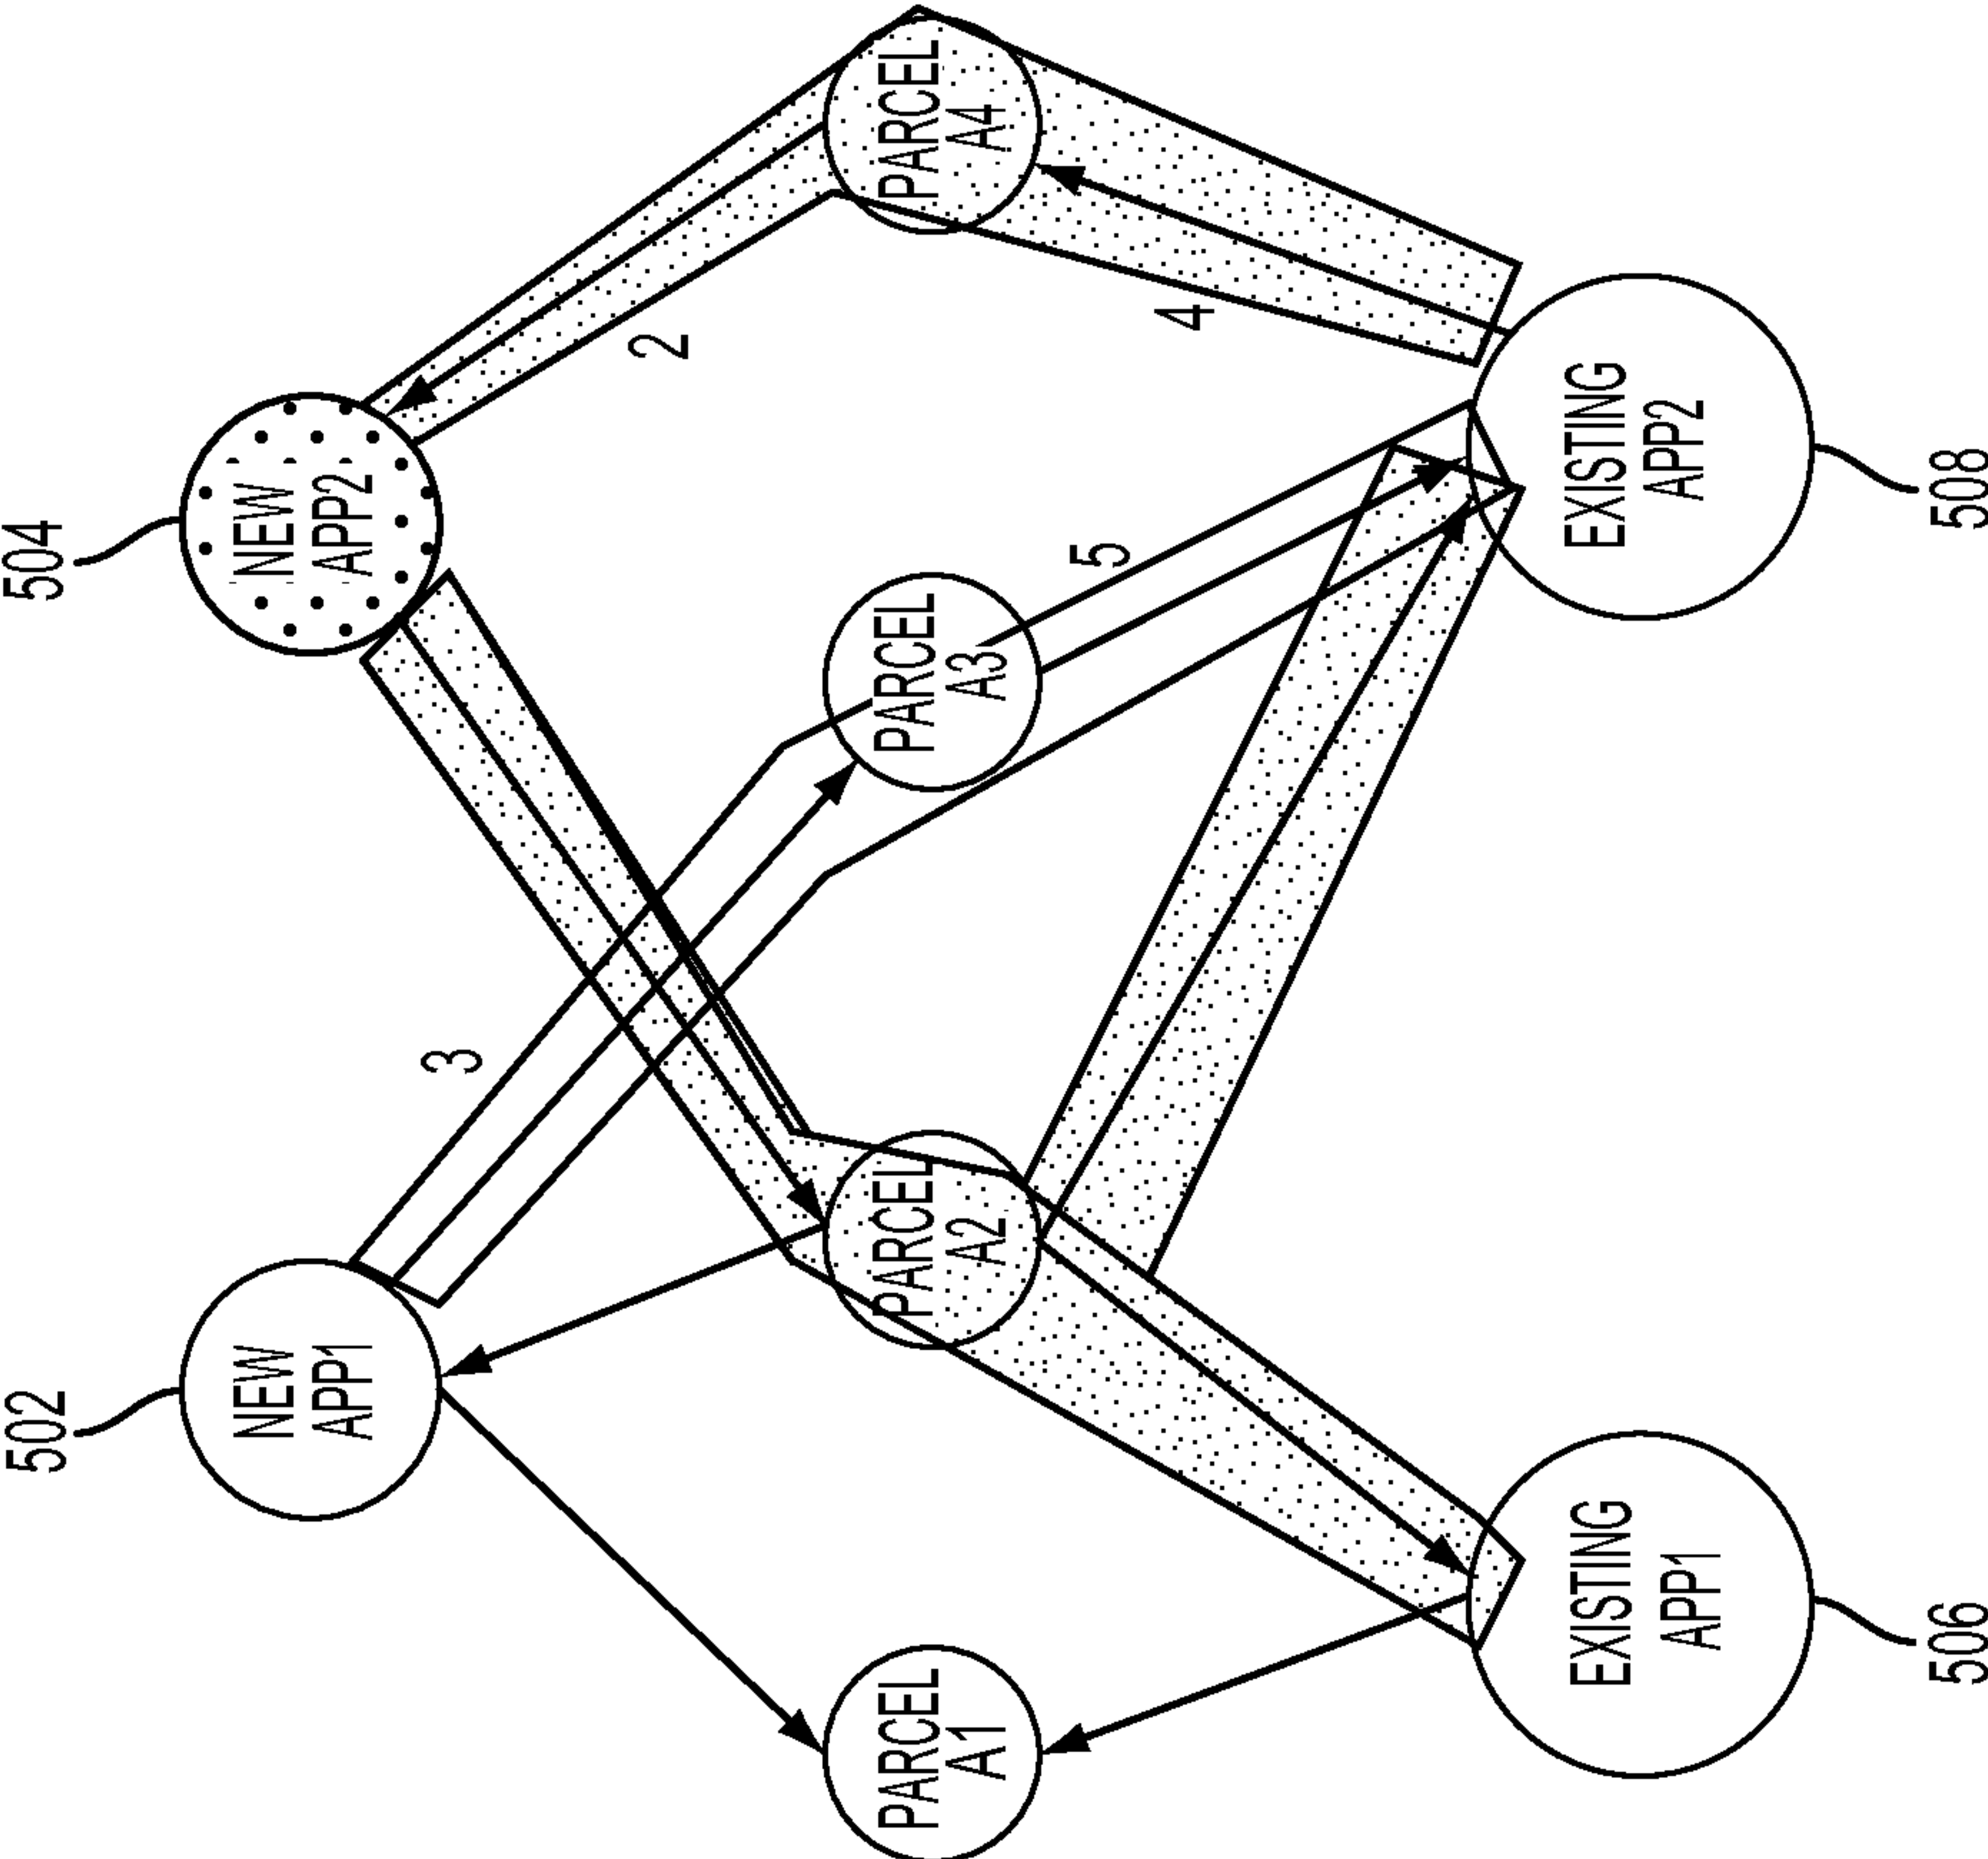 502
504
NEW
APP1
NEW
APP2
3
2
PARCEL
A1
PARCEL
A2
PARCEL
A3
PARCEL
A4
5
4
EXISTING
APP1
EXISTING
APP2
506
508